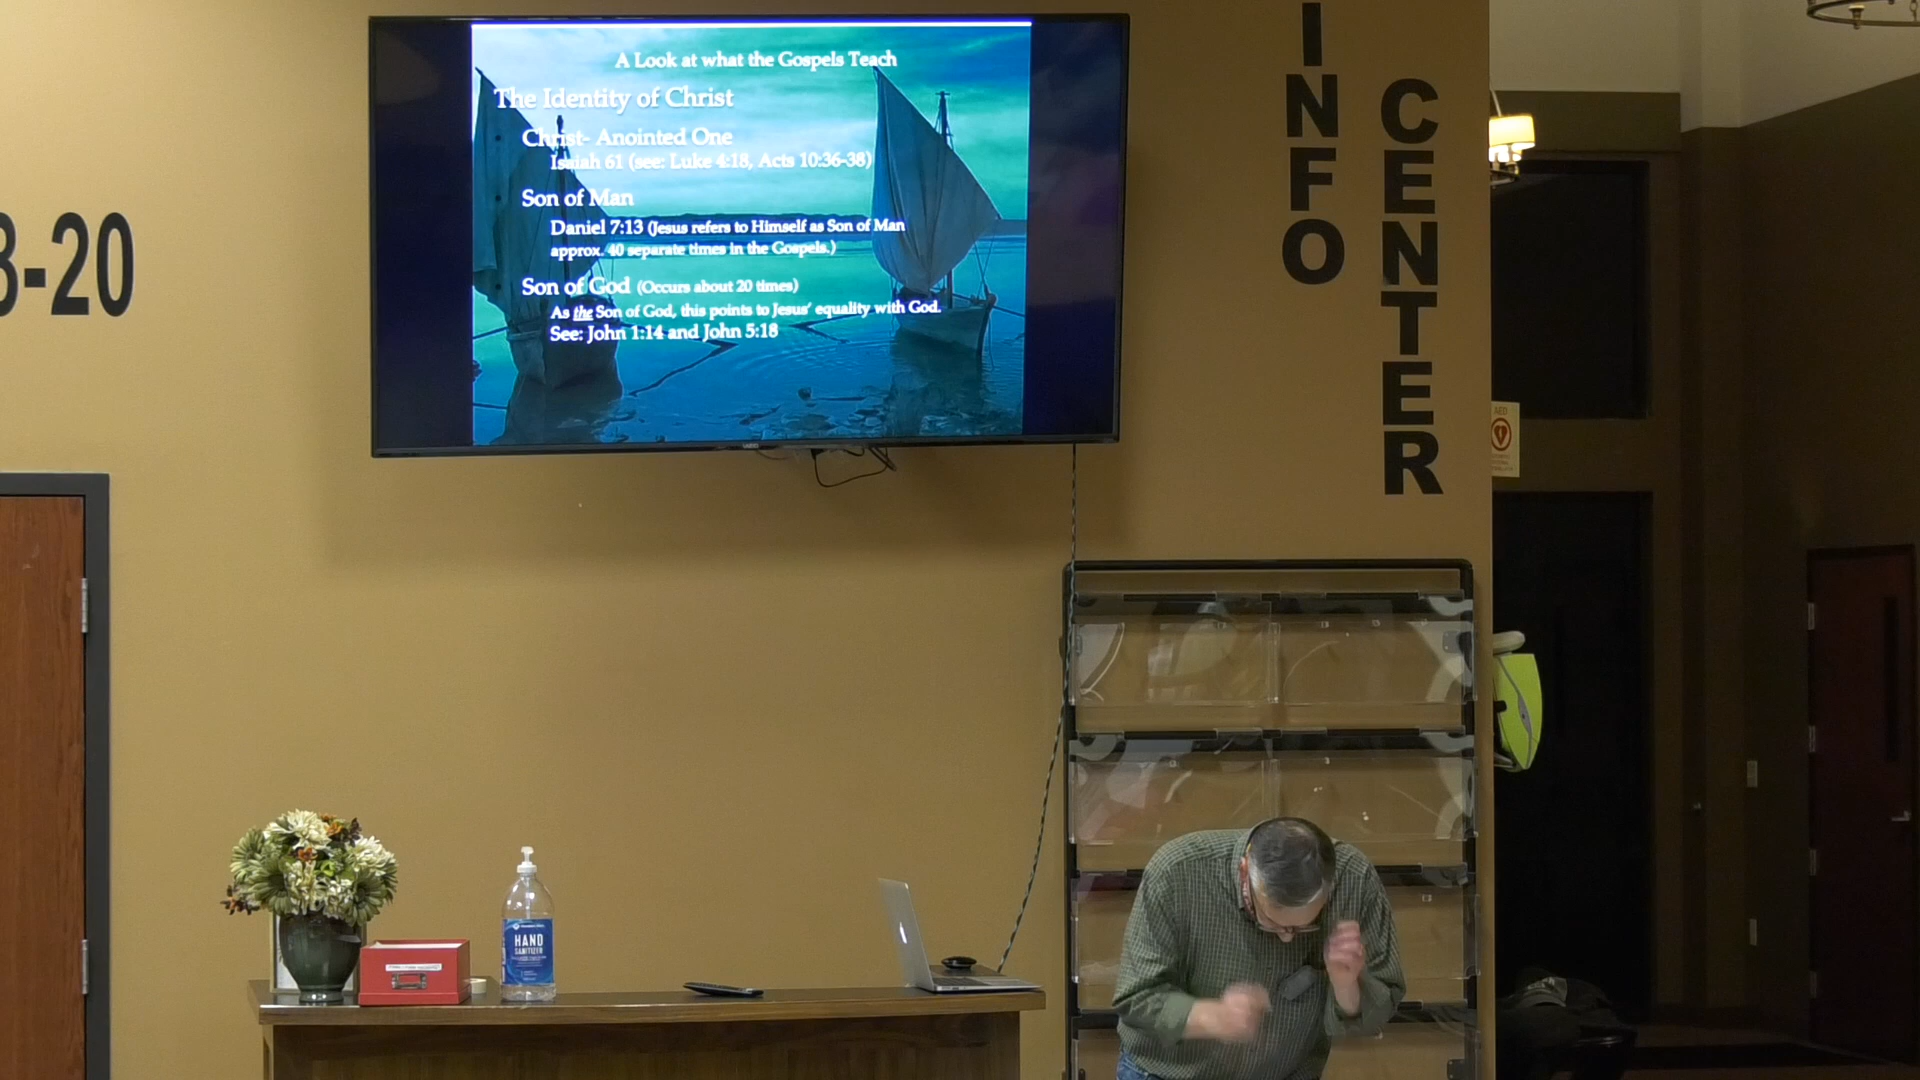 A Look at what the Gospels Teach
The Identity of Christ
Christ- Anointed One
Isaiah 61 (see: Luke 4:18, Acts 10:36-38)
Son of Man
Daniel 7:13 (Jesus refers to Himself as Son of Man
approx. 40 separate times in the Gospels.)
Son of God (Occurs about 20 times)
As the Son of God, this points to Jesus' equality with God.
See: John 1:14 and John 5:18
INFO
CENTER
8-20
AED
HAND
SANITIZER